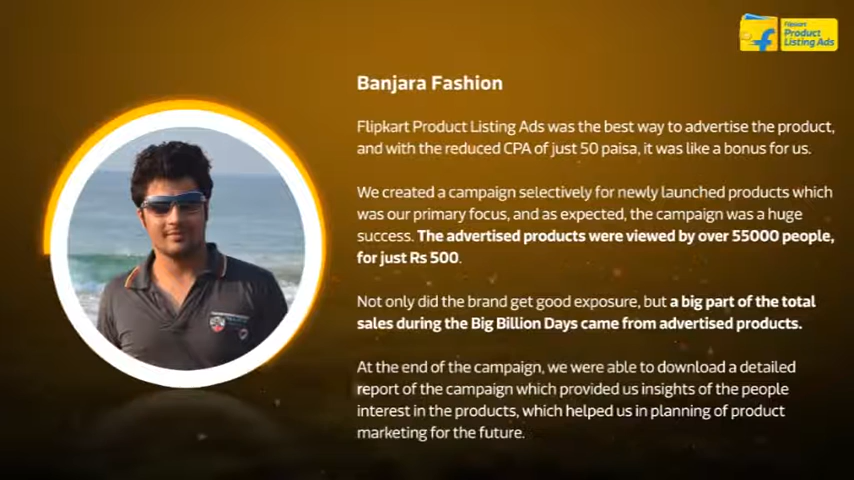 Flipkart
Product
Listing Ads
Banjara Fashion
Flipkart Product Listing Ads was the best way to advertise the product,
and with the reduced CPA of just 50 paisa, it was like a bonus for us.
We created a campaign selectively for newly launched products which
was our primary focus, and as expected, the campaign was a huge
success. The advertised products were viewed by over 55000 people,
for just Rs 500.
Not only did the brand get good exposure, but a big part of the total
sales during the Big Billion Days came from advertised products.
At the end of the campaign, we were able to download a detailed
report of the campaign which provided us insights of the people
interest in the products, which helped us in planning of product
marketing for the future.